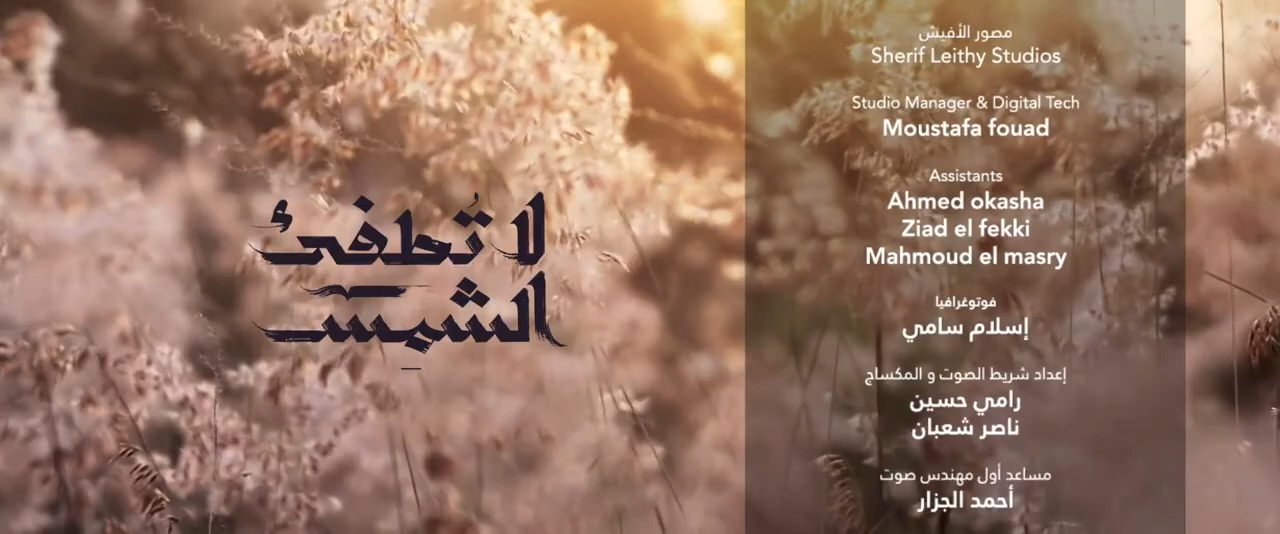 لا تُطفئ
الشمس
مصور الأفيش
Sherif Leithy Studios
Studio Manager & Digital Tech
Moustafa fouad
Assistants
Ahmed okasha
Ziad el fekki
Mahmoud el masry
فوتوغرافيا
إسلام سامي
إعداد شريط الصوت و المكساج
رامي حسين
ناصر شعبان
مساعد أول مهندس صوت
أحمد الجزار